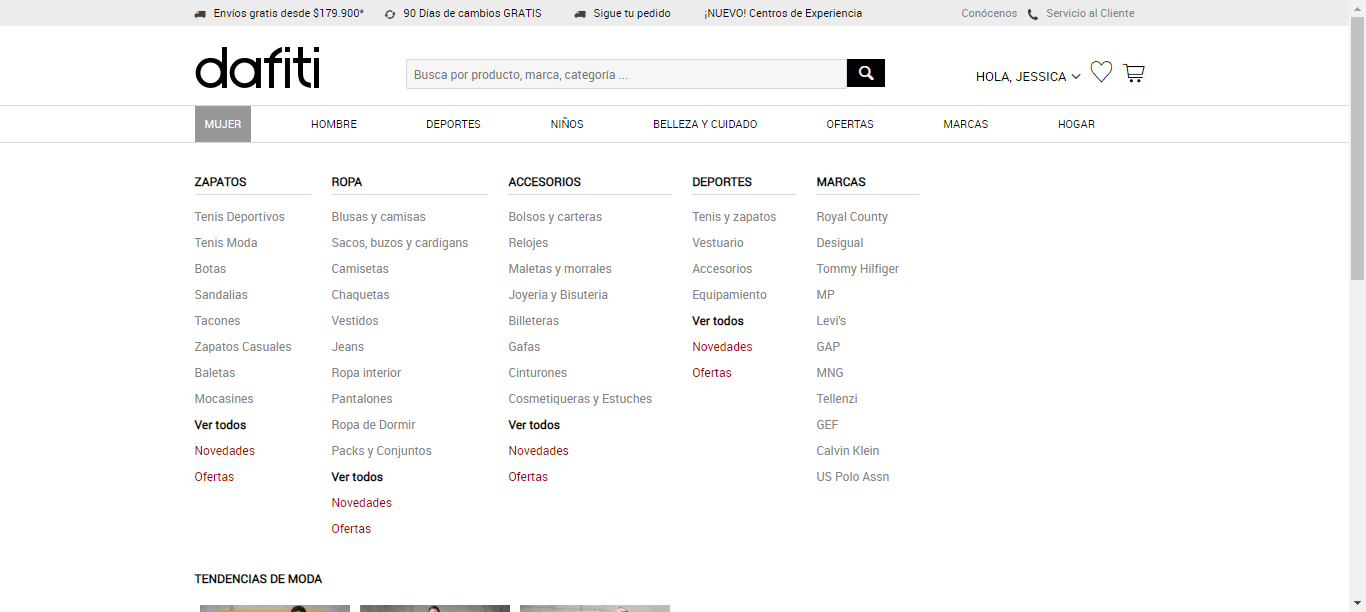 Envíos gratis desde $179.900* 90 Días de cambios GRATIS Sigue tu pedido ¡NUEVO! Centros de Experiencia Conócenos Servicio al Cliente
dafiti
Busca por producto, marca, categoría ...
HOLA, JESSICA
MUJER HOMBRE DEPORTES NIÑOS BELLEZA Y CUIDADO OFERTAS MARCAS HOGAR
ZAPATOS
Tenis Deportivos
Tenis Moda
Botas
Sandalias
Tacones
Zapatos Casuales
Baletas
Mocasines
Ver todos
Novedades
Ofertas
ROPA
Blusas y camisas
Sacos, buzos y cardigans
Camisetas
Chaquetas
Vestidos
Jeans
Ropa interior
Pantalones
Ropa de Dormir
Packs y Conjuntos
Ver todos
Novedades
Ofertas
ACCESORIOS
Bolsos y carteras
Relojes
Maletas y morrales
Joyeria y Bisuteria
Billeteras
Gafas
Cinturones
Cosmetiqueras y Estuches
Ver todos
Novedades
Ofertas
DEPORTES
Tenis y zapatos
Vestuario
Accesorios
Equipamiento
Ver todos
Novedades
Ofertas
MARCAS
Royal County
Desigual
Tommy Hilfiger
MP
Levi's
GAP
MNG
Tellenzi
GEF
Calvin Klein
US Polo Assn
TENDENCIAS DE MODA